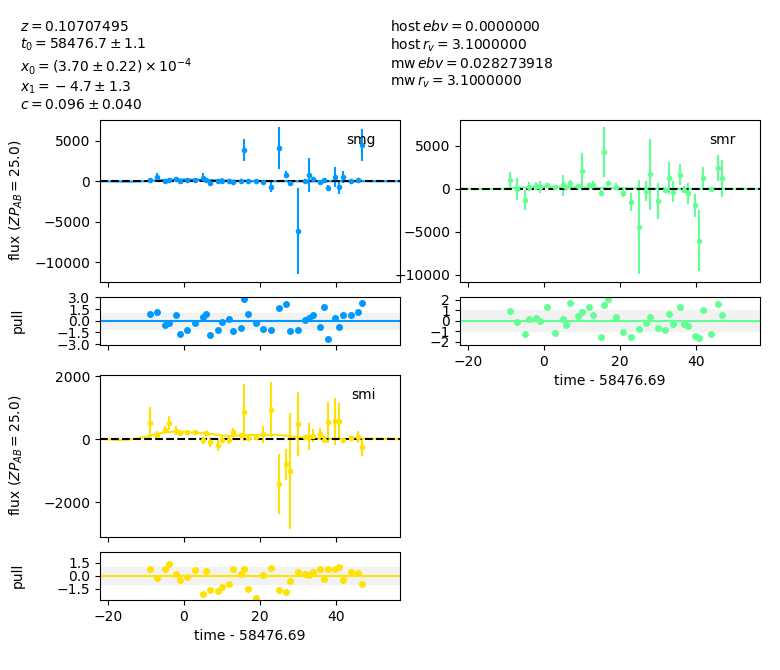 z = 0.10707495
t₀ = 58476.7 ± 1.1
x₀ = (3.70 ± 0.22) × 10⁻⁴
x₁ = −4.7 ± 1.3
c = 0.096 ± 0.040
host ebv = 0.0000000
host r_v = 3.1000000
mw ebv = 0.028273918
mw r_v = 3.1000000
smg
flux (ZP_AB = 25.0)
5000
0
−5000
−10000
smr
5000
0
−5000
−10000
pull
3.0
1.5
0.0
−1.5
−3.0
2
1
0
−1
−2
−20
0
20
40
time - 58476.69
smi
flux (ZP_AB = 25.0)
2000
0
−2000
pull
1.5
0.0
−1.5
−20
0
20
40
time - 58476.69